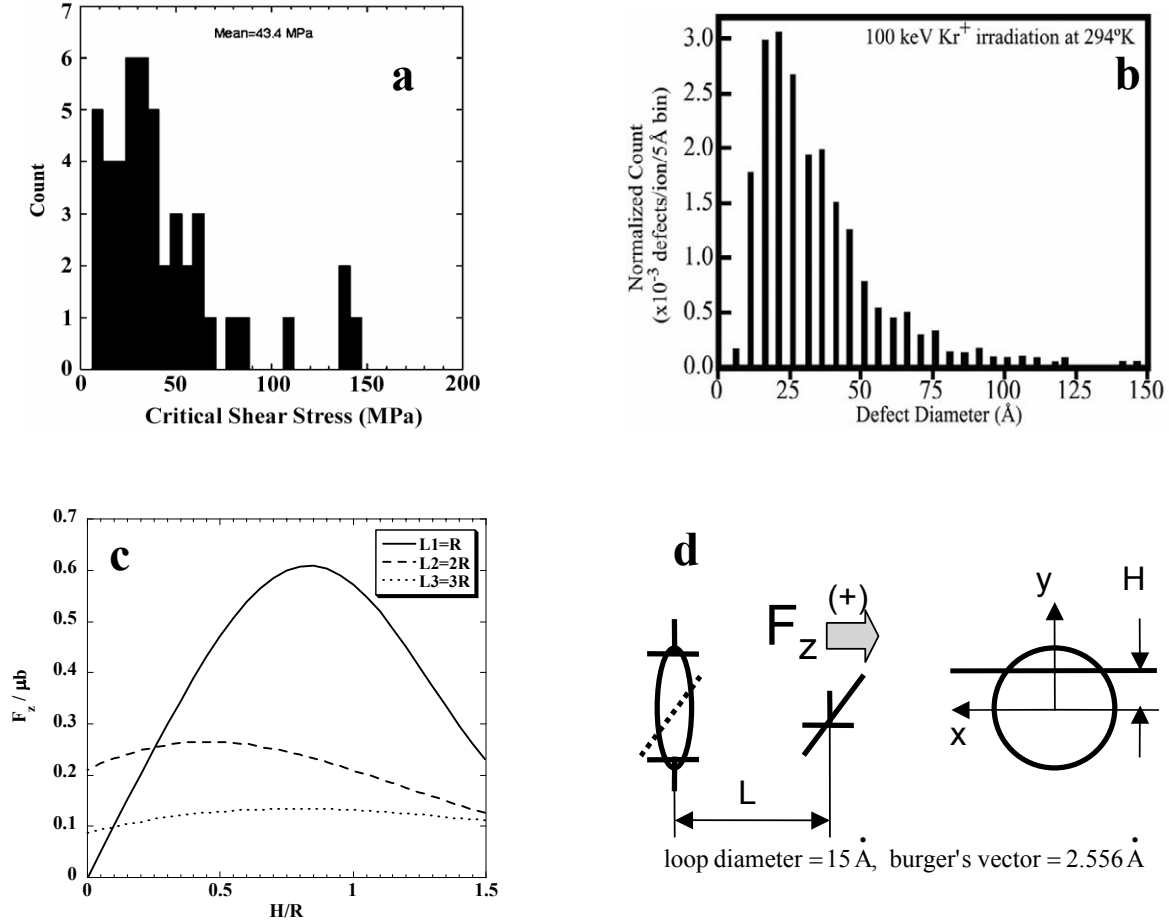 Mean=43.4 MPa
a
Count
0
1
2
3
4
5
6
7
0 50 100 150 200
Critical Shear Stress (MPa)
100 keV Kr+ irradiation at 294ºK
b
Normalized Count
(x10-3 defects/ion/5Å bin)
3.0
2.5
2.0
1.5
1.0
0.5
0.0
0 25 50 75 100 125 150
Defect Diameter (Å)
c
L1=R
L2=2R
L3=3R
Fz / μb
0.7
0.6
0.5
0.4
0.3
0.2
0.1
0
0 0.5 1 1.5
H/R
d
Fz
(+)
L
y
H
x
loop diameter = 15 Å, burger's vector = 2.556 Å